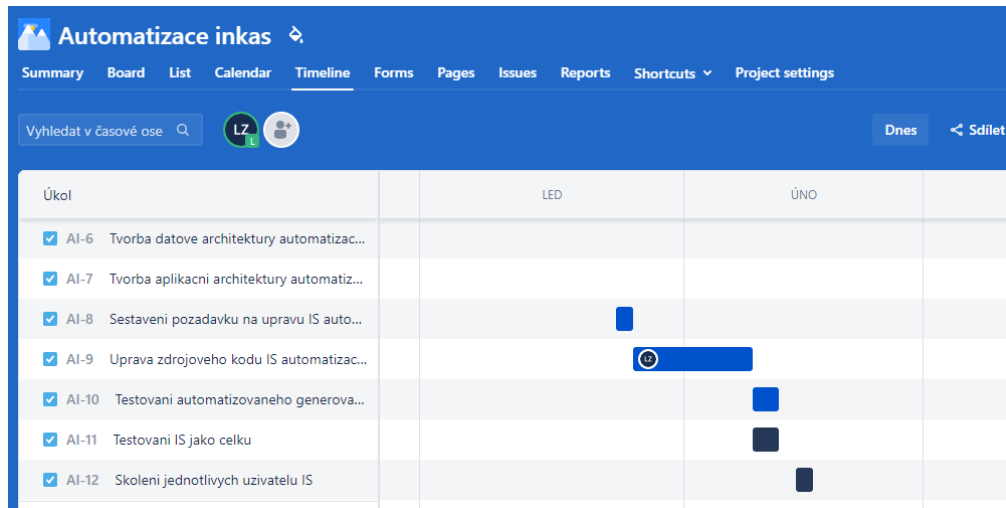 Automatizace inkas
Summary Board List Calendar Timeline Forms Pages Issues Reports Shortcuts Project settings
Vyhledat v časové ose LZ L Dnes Sdílet
Úkol LED ÚNO
AI-6 Tvorba datove architektury automatizac...
AI-7 Tvorba aplikacni architektury automatiz...
AI-8 Sestaveni pozadavku na upravu IS auto...
AI-9 Uprava zdrojoveho kodu IS automatizac... LZ
AI-10 Testovani automatizovaneho generova...
AI-11 Testovani IS jako celku
AI-12 Skoleni jednotlivych uzivatelu IS